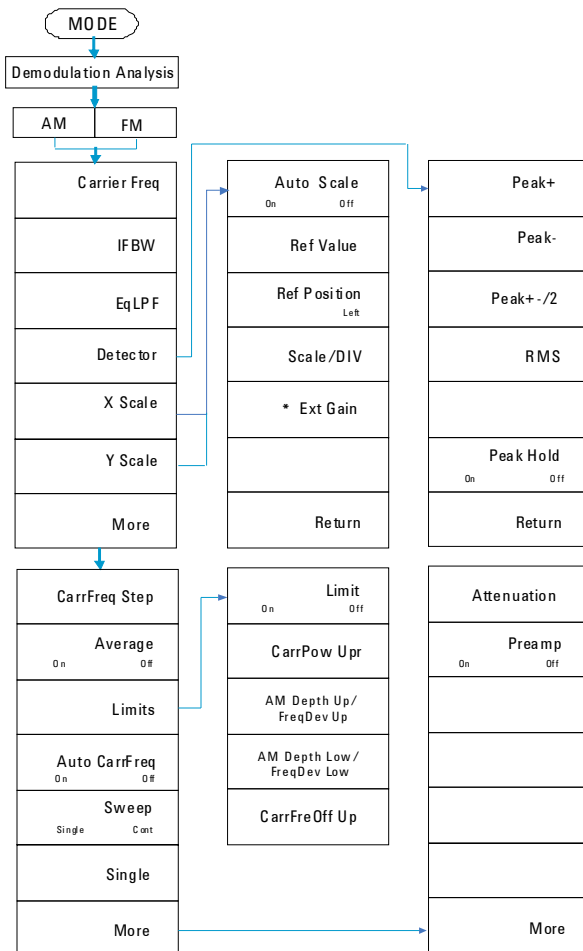 MODE
Demodulation Analysis
AM FM
Carrier Freq
IFBW
EqLPF
Detector
X Scale
Y Scale
More
Auto Scale
On Off
Ref Value
Ref Position
Left
Scale/DIV
* Ext Gain
Return
Peak+
Peak-
Peak+-/2
RMS
Peak Hold
On Off
Return
CarrFreq Step
Average
On Off
Limits
Auto CarrFreq
On Off
Sweep
Single Cont
Single
More
Limit
On Off
CarrPow Upr
AM Depth Up/
FreqDev Up
AM Depth Low/
FreqDev Low
CarrFreOff Up
Attenuation
Preamp
On Off
More